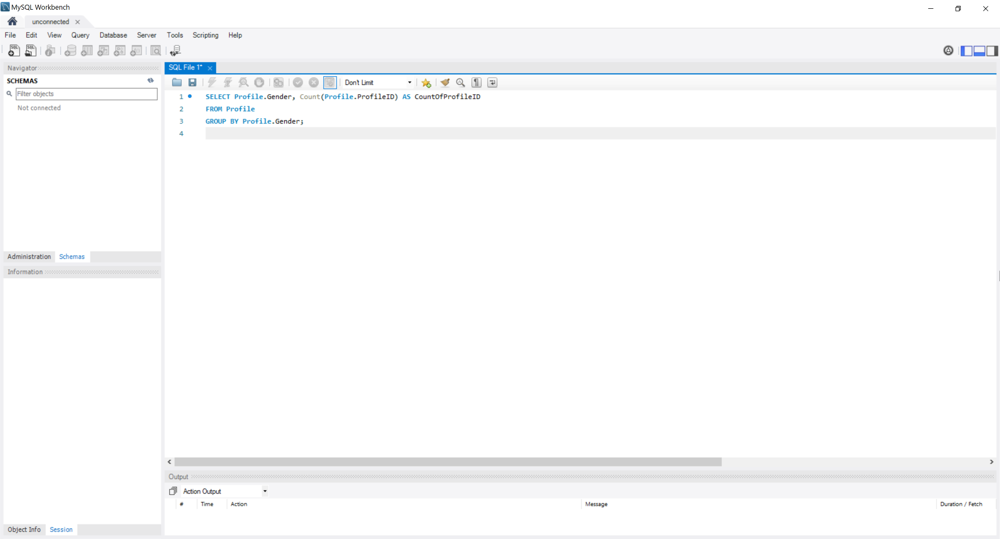 MySQL Workbench
unconnected
File Edit View Query Database Server Tools Scripting Help
SQL SQL
Navigator
SCHEMAS
Filter objects
Not connected
Administration Schemas
Information
Object Info Session
SQL File 1*
Don't Limit
1 SELECT Profile.Gender, Count(Profile.ProfileID) AS CountOfProfileID
2 FROM Profile
3 GROUP BY Profile.Gender;
4
Output
Action Output
# Time Action Message Duration / Fetch